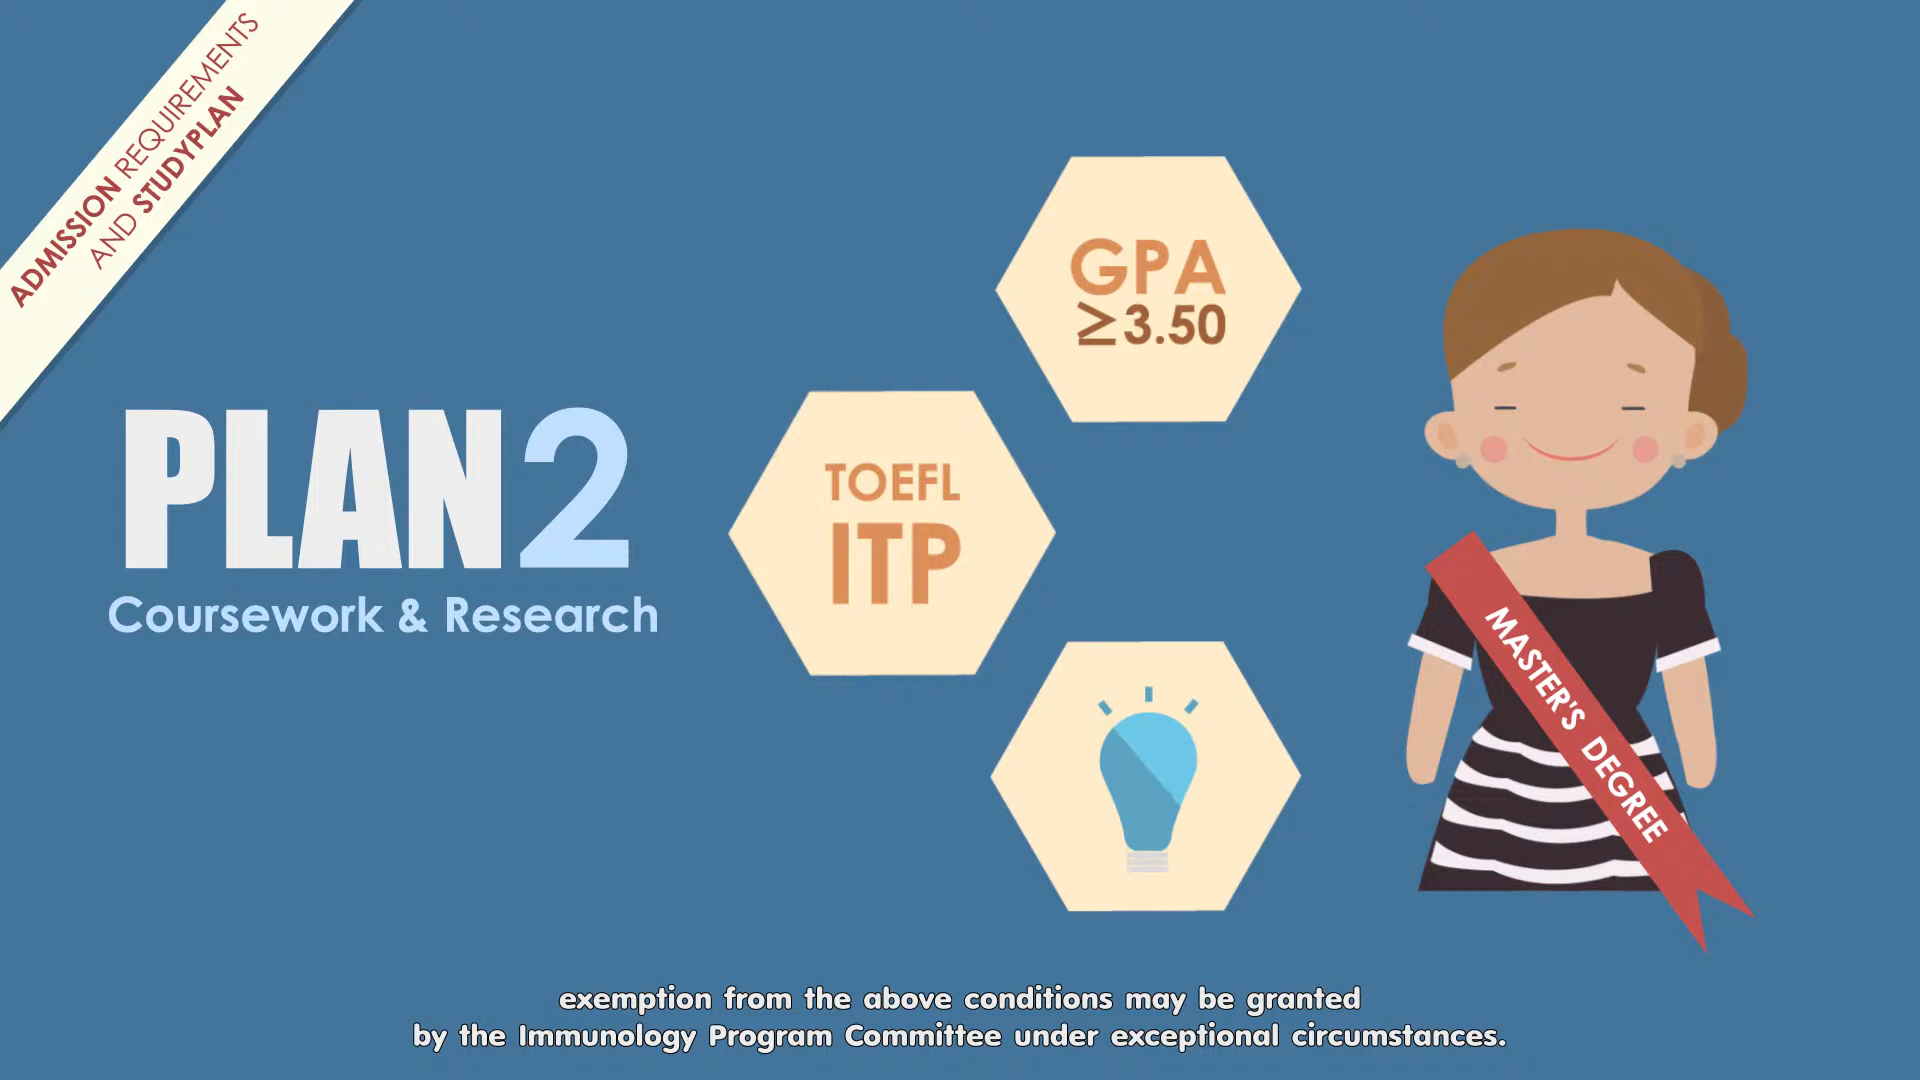 ADMISSION REQUIREMENTS
AND STUDYPLAN
PLAN2
Coursework & Research
GPA
≥3.50
TOEFL
ITP
MASTER'S DEGREE
exemption from the above conditions may be granted
by the Immunology Program Committee under exceptional circumstances.